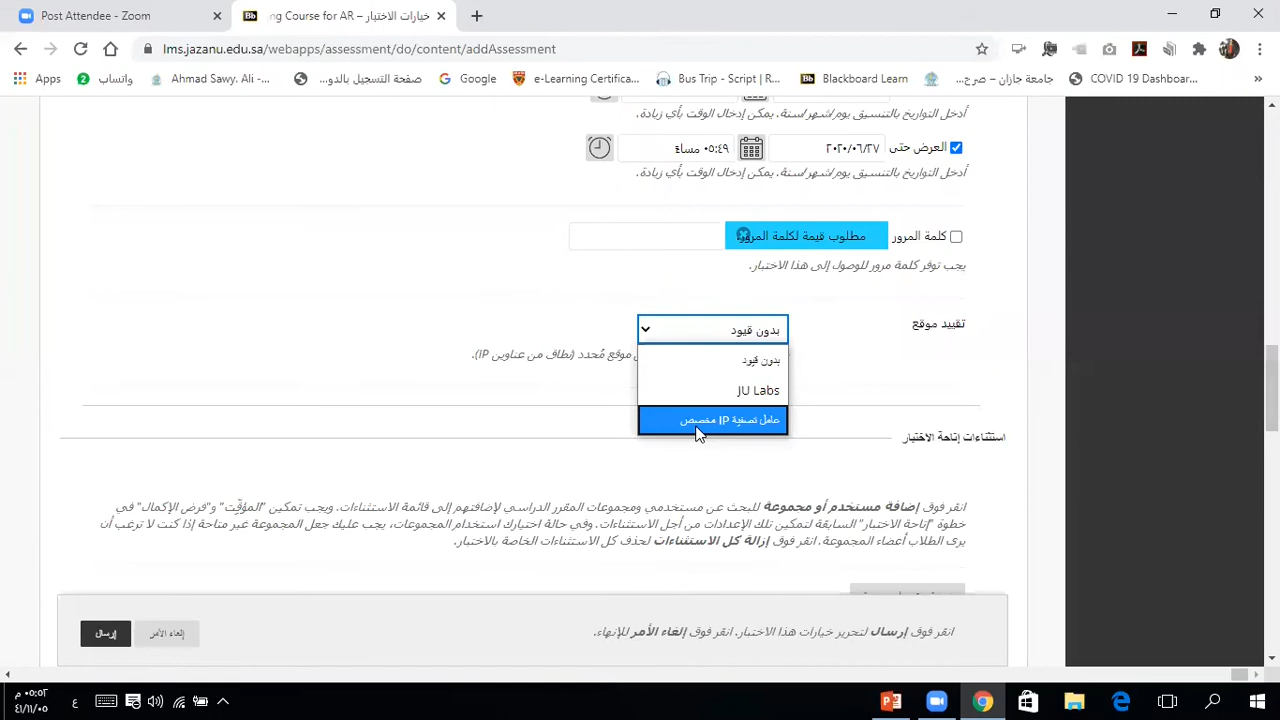 Post Attendee - Zoom
خيارات الاختبار – ng Course for AR
lms.jazanu.edu.sa/webapps/assessment/do/content/addAssessment
Apps
واتساب
Ahmad Sawy. Ali -...
صفحة التسجيل بالدو...
Google
e-Learning Certifica...
Bus Trip - Script | R...
Blackboard Learn
جامعة جازان – صرح...
COVID 19 Dashboar...
»
أدخل التواريخ بالتنسيق يوم/شهر/سنة. يمكن إدخال الوقت بأي زيادة.
العرض حتى
٢٠٢٠/٠٦/٢٧
٠٥:٤٩ مساءً
أدخل التواريخ بالتنسيق يوم/شهر/سنة. يمكن إدخال الوقت بأي زيادة.
كلمة المرور
مطلوب قيمة لكلمة المرور.
يجب توفر كلمة مرور للوصول إلى هذا الاختبار.
تقييد موقع
بدون قيود
موقع مُحدد (نطاق من عناوين IP).
بدون قيود
JU Labs
عامل تصفية IP مخصص
استثناءات إتاحة الاختبار
انقر فوق إضافة مستخدم أو مجموعة للبحث عن مستخدمي ومجموعات المقرر الدراسي لإضافتهم إلى قائمة الاستثناءات. ويجب تمكين "المؤقِّت" و"فرض الإكمال" في
خطوة "إتاحة الاختبار" السابقة لتمكين تلك الإعدادات من أجل الاستثناءات. وفي حالة اختيارك استخدام المجموعات، يجب عليك جعل المجموعة غير متاحة إذا كنت لا ترغب أن
يرى الطلاب أعضاء المجموعة. انقر فوق إزالة كل الاستثناءات لحذف كل الاستثناءات الخاصة بالاختبار.
انقر فوق إرسال لتحرير خيارات هذا الاختبار. انقر فوق إلغاء الأمر للإنهاء.
إلغاء الأمر
إرسال
ع
٠٥:٥٢ م
٤١/١١/٠٥